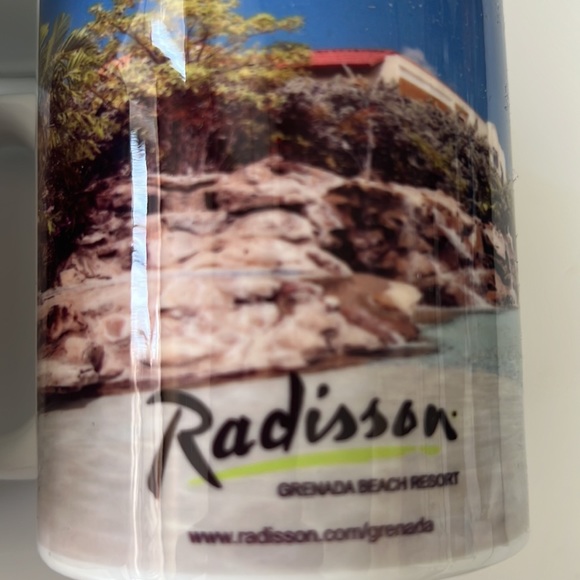 Radisson
GRENADA BEACH RESORT
www.radisson.com/grenada